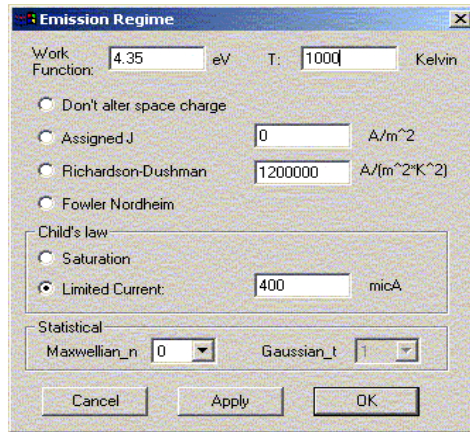 Emission Regime
Work Function: 4.35 eV T: 1000 Kelvin
Don't alter space charge
Assigned J 0 A/m^2
Richardson-Dushman 1200000 A/(m^2*K^2)
Fowler Nordheim
Child's law
Saturation
Limited Current: 400 micA
Statistical
Maxwellian_n 0 Gaussian_t 1
Cancel Apply OK